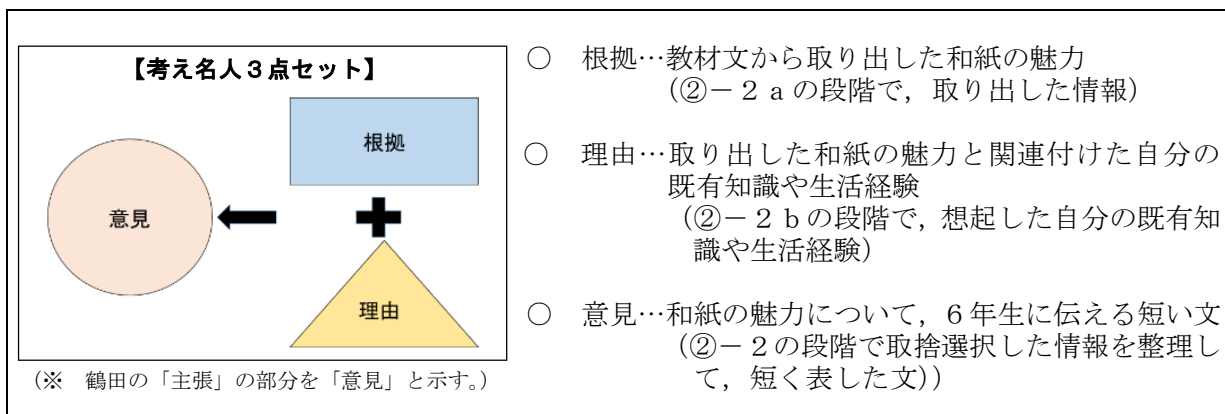 【考え名人３点セット】
根拠
意見
理由
（※　鶴田の「主張」の部分を「意見」と示す。）
○　根拠…教材文から取り出した和紙の魅力
（②－２ａの段階で，取り出した情報）
○　理由…取り出した和紙の魅力と関連付けた自分の
既有知識や生活経験
（②－２ｂの段階で，想起した自分の既有知
識や生活経験）
○　意見…和紙の魅力について，６年生に伝える短い文
（②－２の段階で取捨選択した情報を整理し
て，短く表した文））